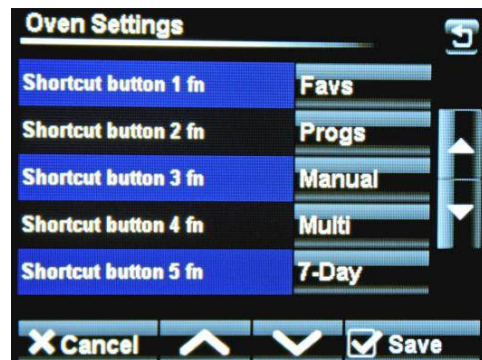 Oven Settings
Shortcut button 1 fn Favs
Shortcut button 2 fn Progs
Shortcut button 3 fn Manual
Shortcut button 4 fn Multi
Shortcut button 5 fn 7-Day
Cancel Save